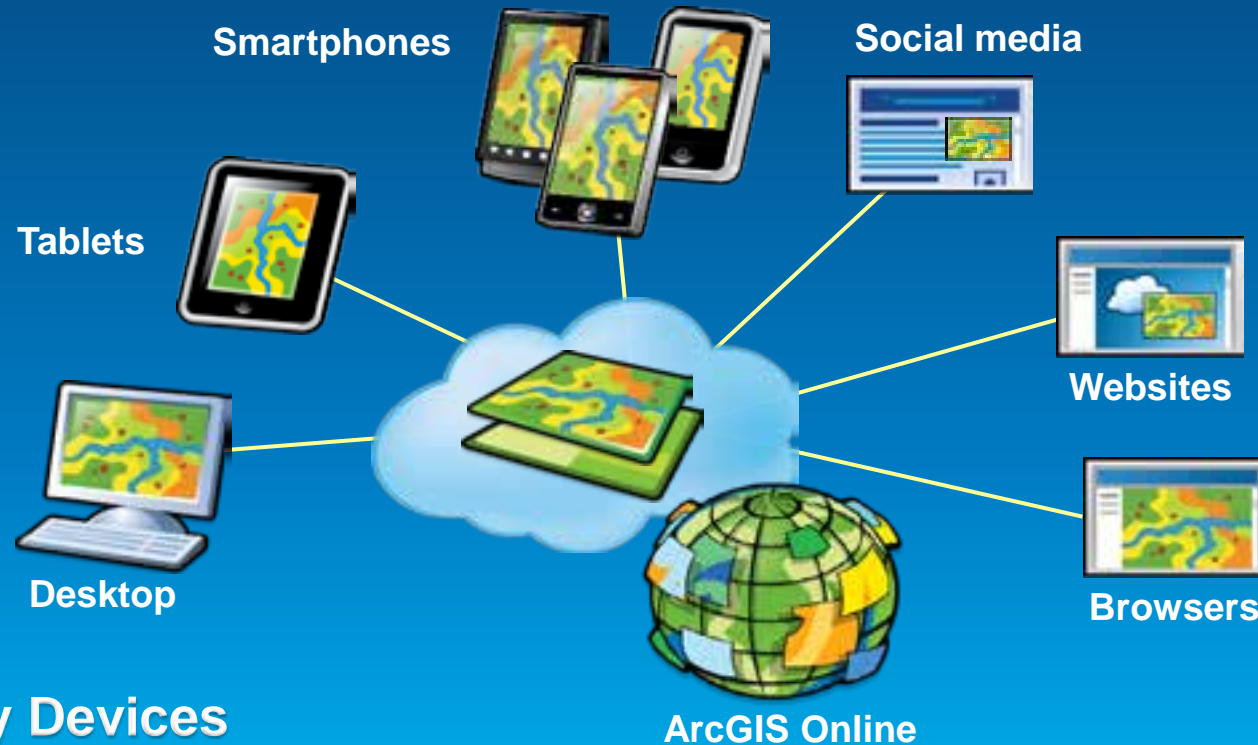 Smartphones
Social media
Tablets
Websites
Desktop
Browsers
Devices
ArcGIS Online